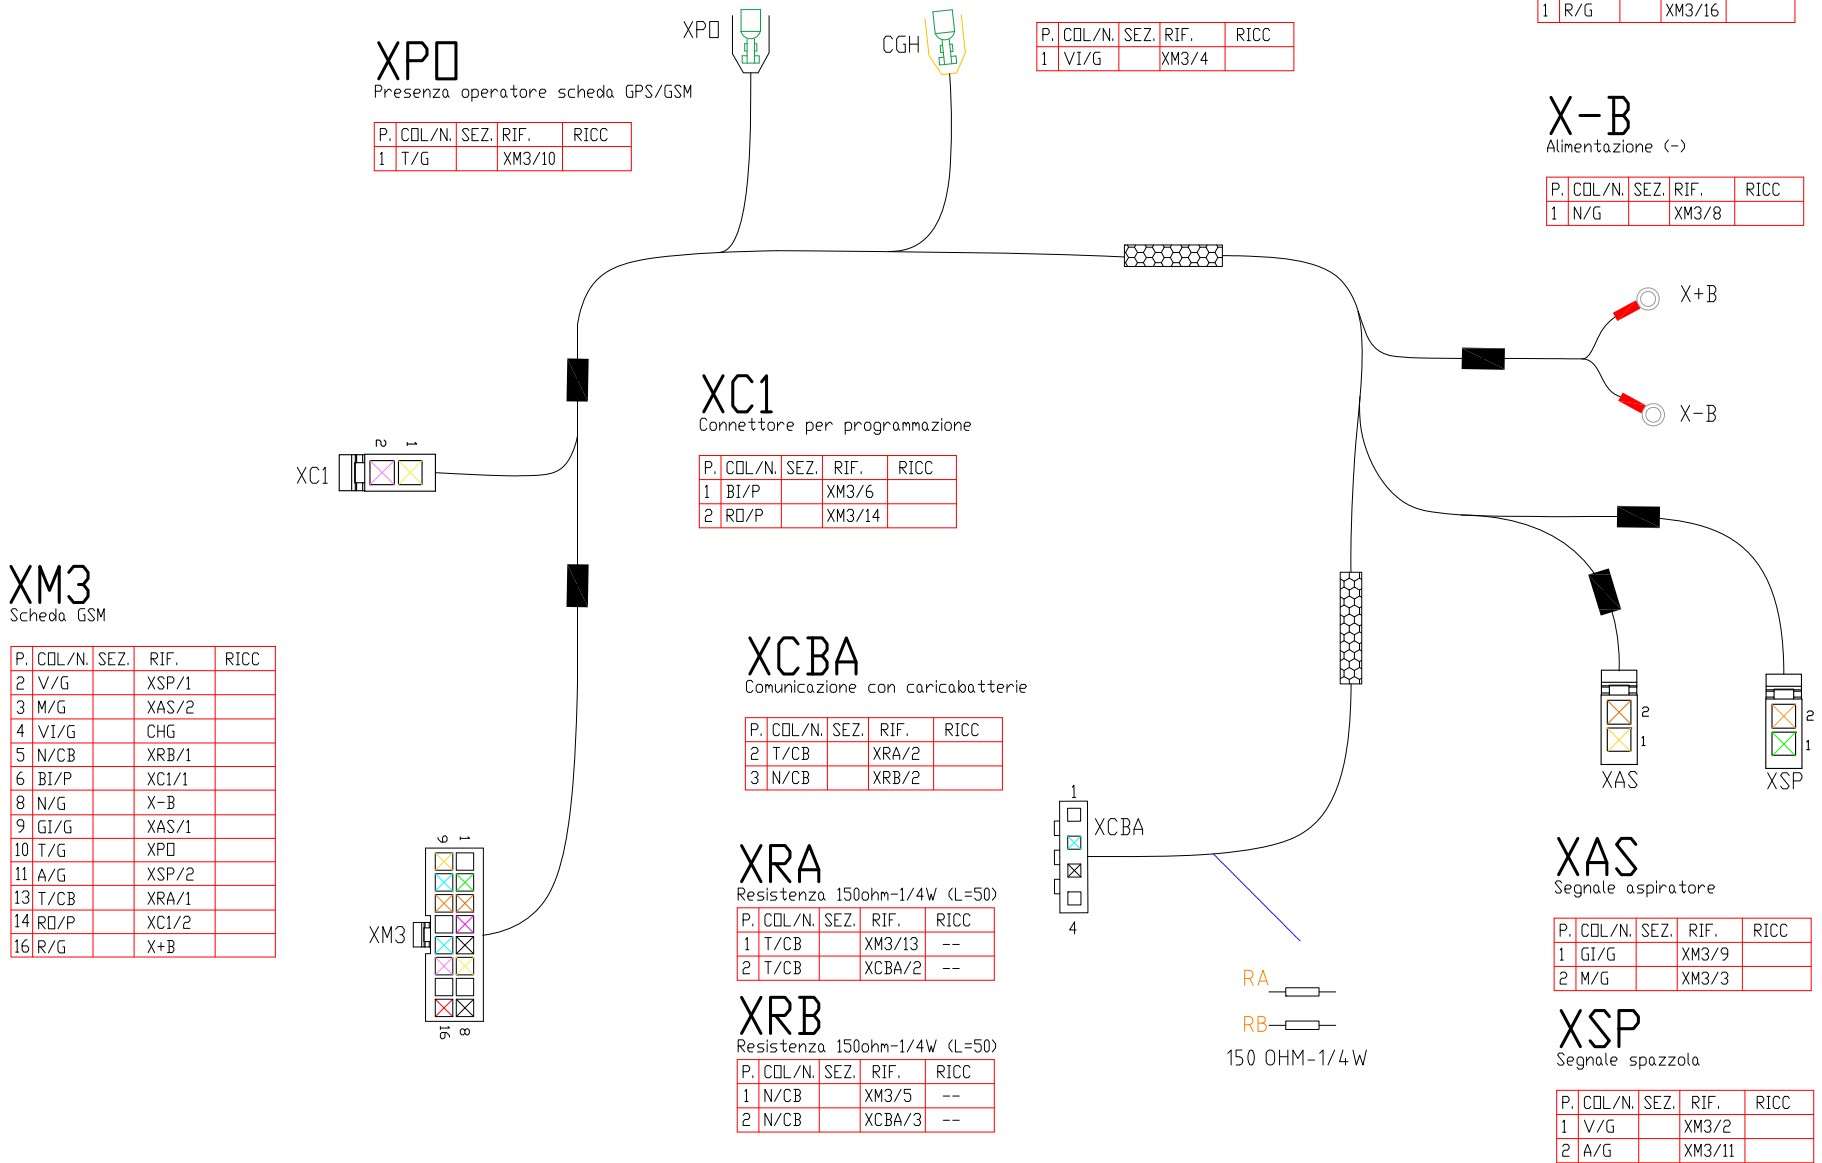 1 R/G XM3/16
XPO
CGH
P. COL/N. SEZ. RIF. RICC
1 VI/G XM3/4
XPO
Presenza operatore scheda GPS/GSM
P. COL/N. SEZ. RIF. RICC
1 T/G XM3/10
X-B
Alimentazione (-)
P. COL/N. SEZ. RIF. RICC
1 N/G XM3/8
X+B
X-B
XC1
Connettore per programmazione
P. COL/N. SEZ. RIF. RICC
1 BI/P XM3/6
2 RO/P XM3/14
2 1
XC1
XM3
Scheda GSM
P. COL/N. SEZ. RIF. RICC
2 V/G XSP/1
3 M/G XAS/2
4 VI/G CHG
5 N/CB XRB/1
6 BI/P XC1/1
8 N/G X-B
9 GI/G XAS/1
10 T/G XPO
11 A/G XSP/2
13 T/CB XRA/1
14 RO/P XC1/2
16 R/G X+B
9 1
XM3
16 8
XCBA
Comunicazione con caricabatterie
P. COL/N. SEZ. RIF. RICC
2 T/CB XRA/2
3 N/CB XRB/2
1
XCBA
4
XRA
Resistenza 150ohm-1/4W (L=50)
P. COL/N. SEZ. RIF. RICC
1 T/CB XM3/13 --
2 T/CB XCBA/2 --
XRB
Resistenza 150ohm-1/4W (L=50)
P. COL/N. SEZ. RIF. RICC
1 N/CB XM3/5 --
2 N/CB XCBA/3 --
RA
RB
150 OHM-1/4W
2
1
XAS
2
1
XSP
XAS
Segnale aspiratore
P. COL/N. SEZ. RIF. RICC
1 GI/G XM3/9
2 M/G XM3/3
XSP
Segnale spazzola
P. COL/N. SEZ. RIF. RICC
1 V/G XM3/2
2 A/G XM3/11